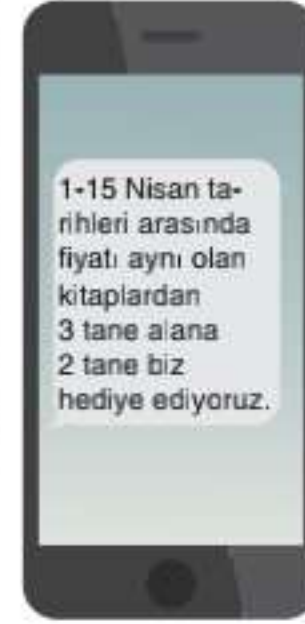 1-15 Nisan ta-
rihleri arasında
fiyatı aynı olan
kitaplardan
3 tane alana
2 tane biz
hediye ediyoruz.